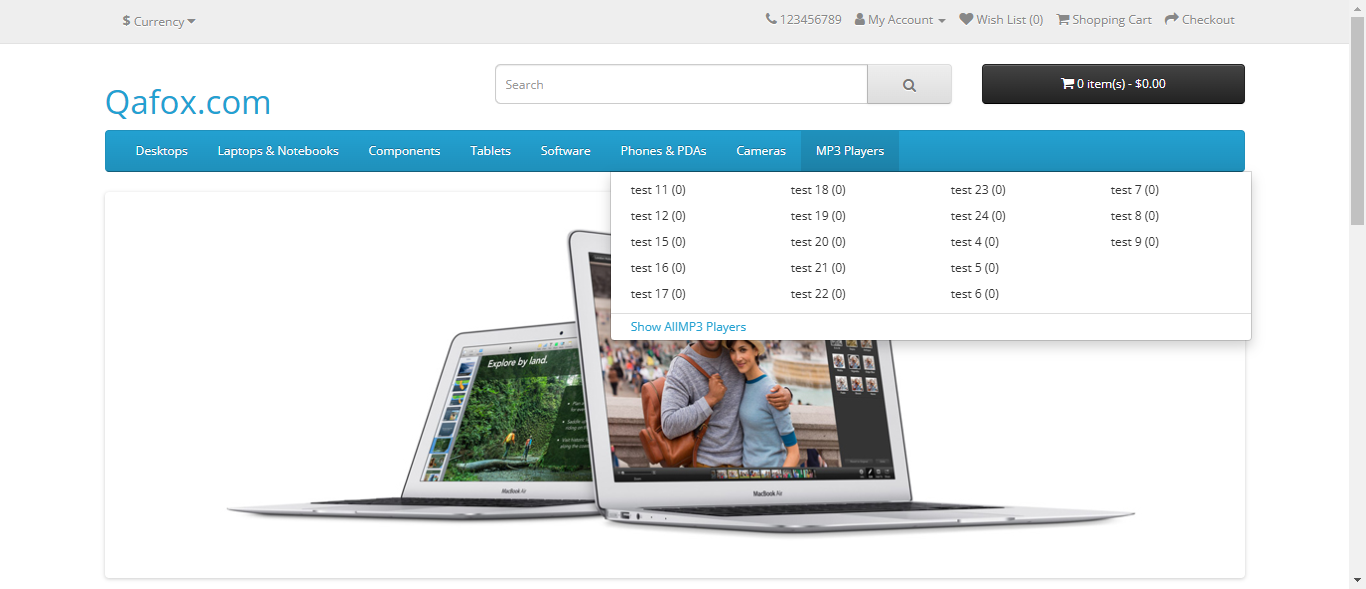 $ Currency
123456789 My Account Wish List (0) Shopping Cart Checkout
Qafox.com
Search
0 item(s) - $0.00
Desktops Laptops & Notebooks Components Tablets Software Phones & PDAs Cameras MP3 Players
test 11 (0) test 18 (0) test 23 (0) test 7 (0)
test 12 (0) test 19 (0) test 24 (0) test 8 (0)
test 15 (0) test 20 (0) test 4 (0) test 9 (0)
test 16 (0) test 21 (0) test 5 (0)
test 17 (0) test 22 (0) test 6 (0)
Show AllMP3 Players
Explore by land.
MacBook Air
MacBook Air